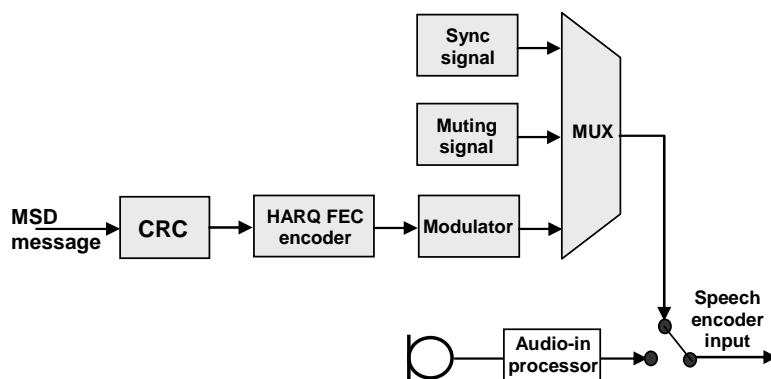 Sync
signal
Muting
signal
MUX
MSD
message
CRC
HARQ FEC
encoder
Modulator
Speech
encoder
input
Audio-in
processor